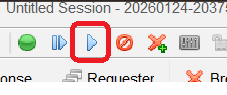 Untitled Session - 20260124-2037
onse
Requester
Br